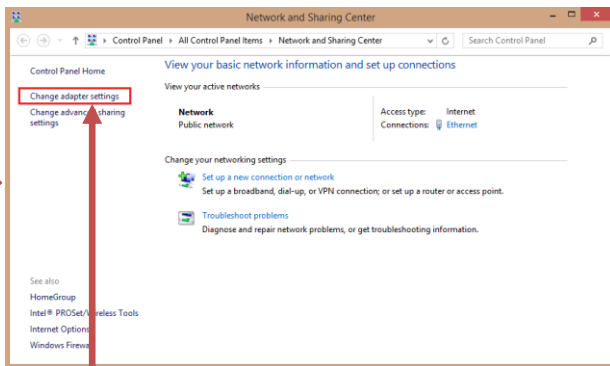 Network and Sharing Center
Control Panel All Control Panel Items Network and Sharing Center
Search Control Panel
Control Panel Home
Change adapter settings
Change advanced sharing
settings
See also
HomeGroup
Intel® PROSet/Wireless Tools
Internet Options
Windows Firewall
View your basic network information and set up connections
View your active networks
Network
Public network
Access type: Internet
Connections: Ethernet
Change your networking settings
Set up a new connection or network
Set up a broadband, dial-up, or VPN connection; or set up a router or access point.
Troubleshoot problems
Diagnose and repair network problems, or get troubleshooting information.